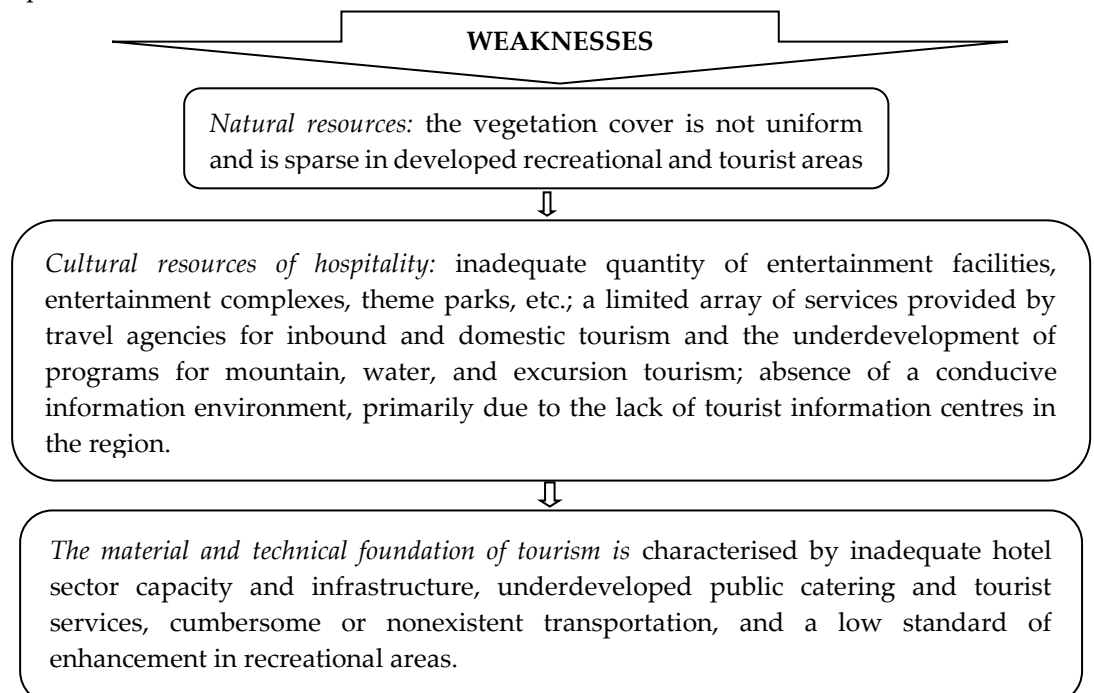 WEAKNESSES
Natural resources: the vegetation cover is not uniform
and is sparse in developed recreational and tourist areas
Cultural resources of hospitality: inadequate quantity of entertainment facilities,
entertainment complexes, theme parks, etc.; a limited array of services provided by
travel agencies for inbound and domestic tourism and the underdevelopment of
programs for mountain, water, and excursion tourism; absence of a conducive
information environment, primarily due to the lack of tourist information centres in
the region.
The material and technical foundation of tourism is characterised by inadequate hotel
sector capacity and infrastructure, underdeveloped public catering and tourist
services, cumbersome or nonexistent transportation, and a low standard of
enhancement in recreational areas.